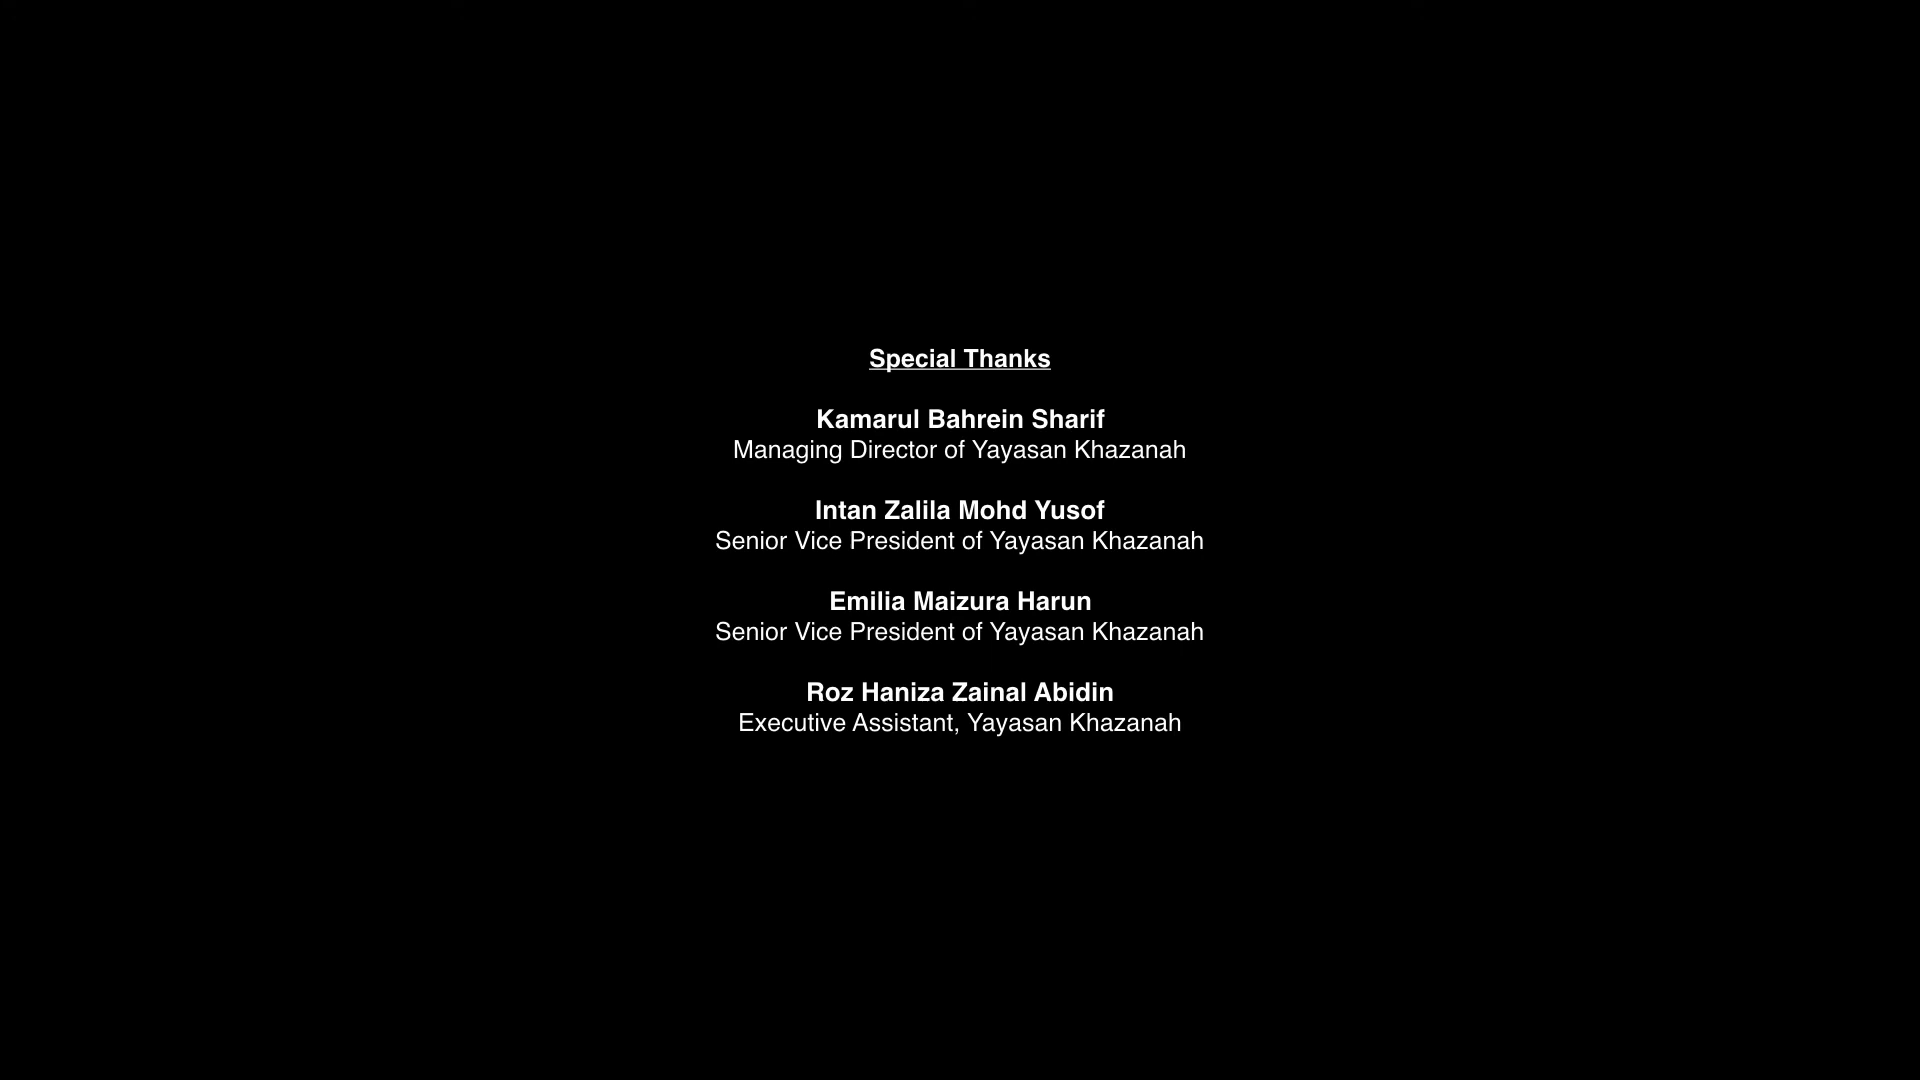 Special Thanks
Kamarul Bahrein Sharif
Managing Director of Yayasan Khazanah
Intan Zalila Mohd Yusof
Senior Vice President of Yayasan Khazanah
Emilia Maizura Harun
Senior Vice President of Yayasan Khazanah
Roz Haniza Zainal Abidin
Executive Assistant, Yayasan Khazanah